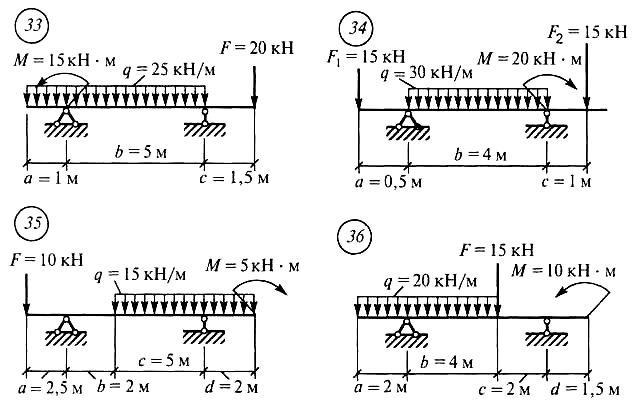 33
F = 20 кН
M = 15 кН · м
q = 25 кН/м
b = 5 м
a = 1 м
c = 1,5 м
34
F₂ = 15 кН
F₁ = 15 кН
M = 20 кН · м
q = 30 кН/м
b = 4 м
a = 0,5 м
c = 1 м
35
F = 10 кН
q = 15 кН/м
M = 5 кН · м
c = 5 м
a = 2,5 м
b = 2 м
d = 2 м
36
F = 15 кН
q = 20 кН/м
M = 10 кН · м
b = 4 м
a = 2 м
c = 2 м
d = 1,5 м